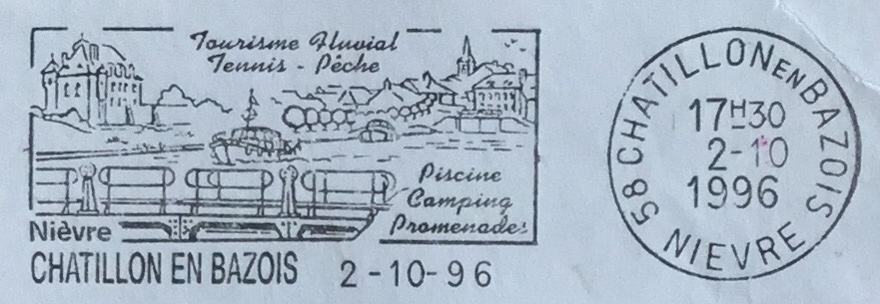 Tourisme Fluvial
Tennis - Pêche
Piscine
Camping
Promenades
Nièvre
CHATILLON EN BAZOIS 2-10-96
58 CHATILLON EN BAZOIS
17H30
2-10
1996
NIEVRE